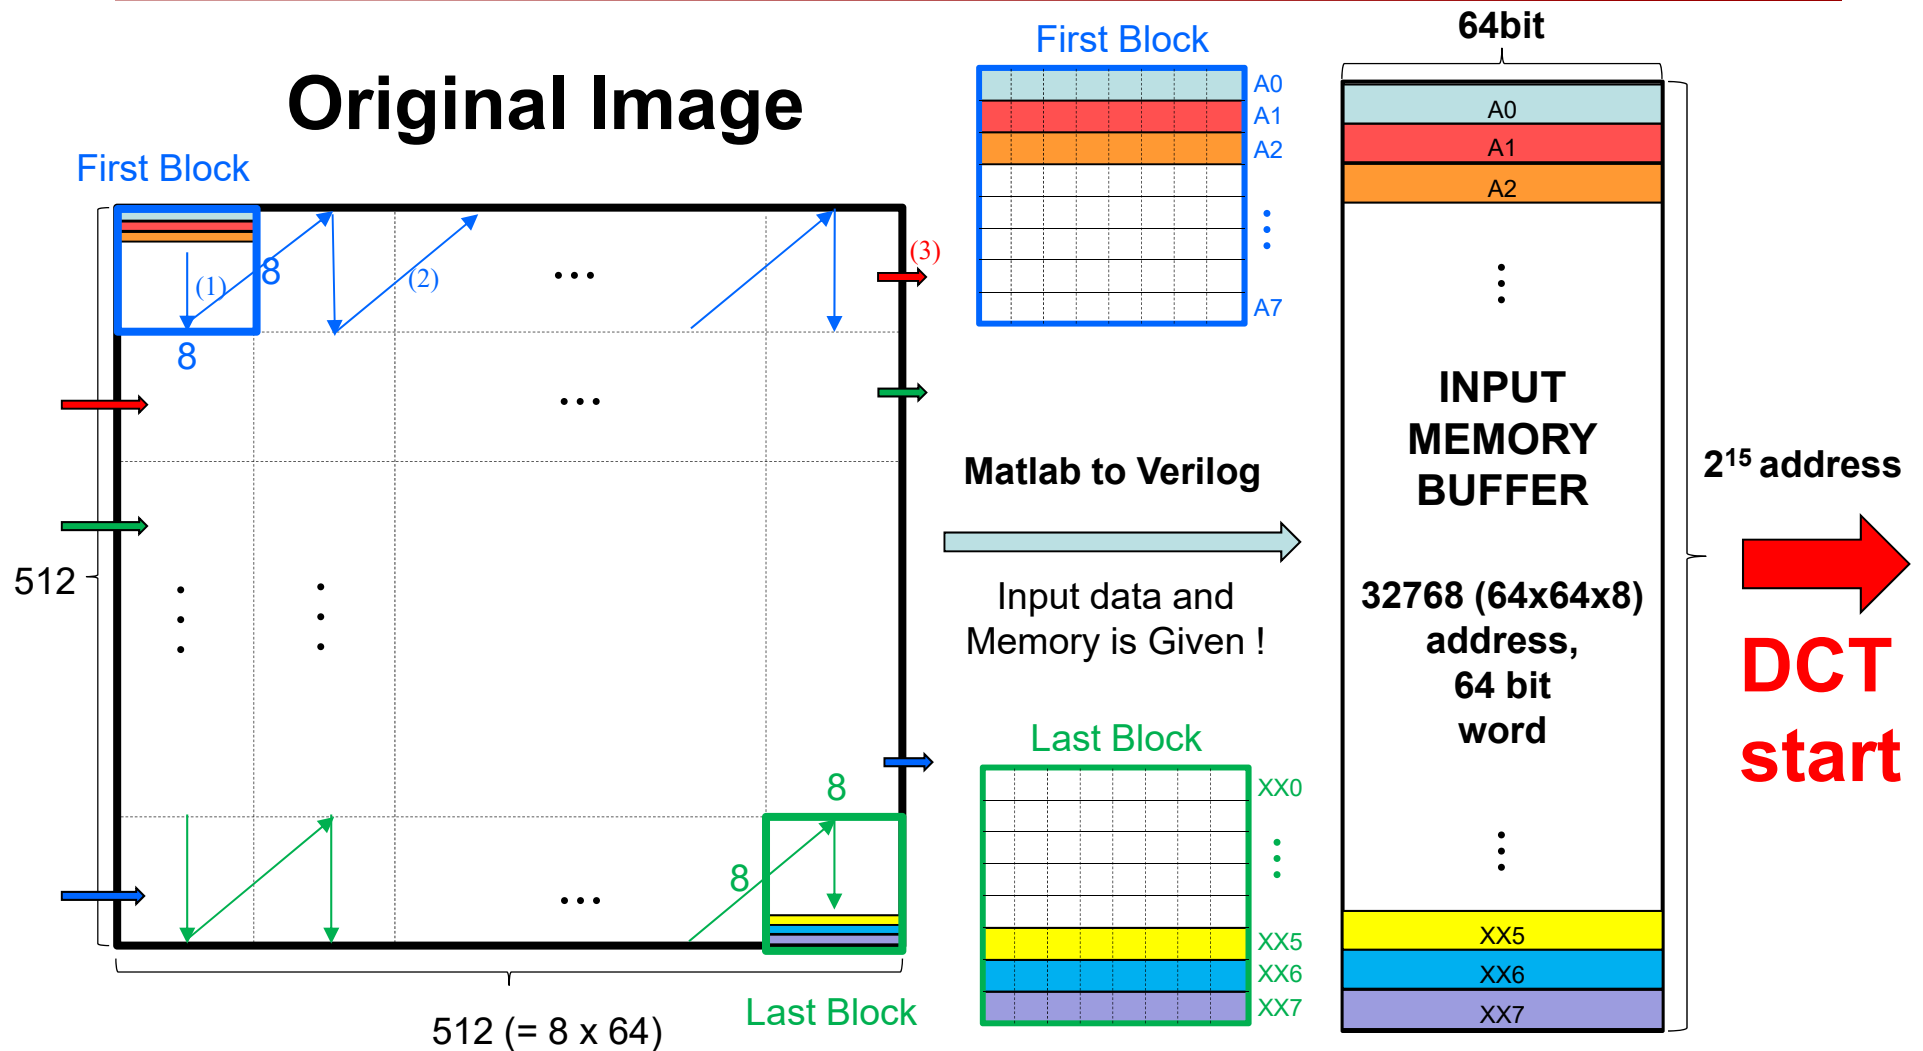 Original Image
First Block
(1)
8
(2)
(3)
8
512
8
8
512 (= 8 x 64)
Last Block
First Block
A0
A1
A2
A7
Matlab to Verilog
Input data and
Memory is Given !
Last Block
XX0
XX5
XX6
XX7
64bit
A0
A1
A2
INPUT
MEMORY
BUFFER
32768 (64x64x8)
address,
64 bit
word
XX5
XX6
XX7
2¹⁵ address
DCT
start